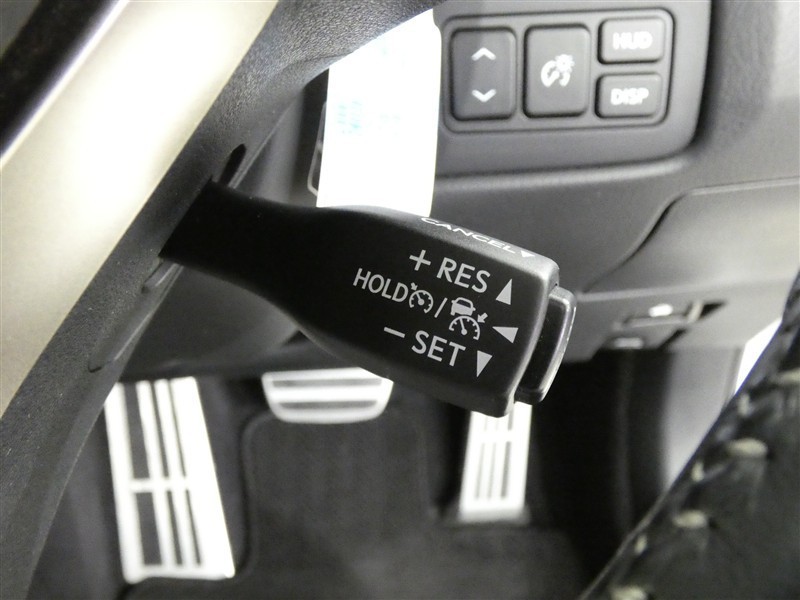 HUD
DISP
CANCEL
+ RES
HOLD /
− SET